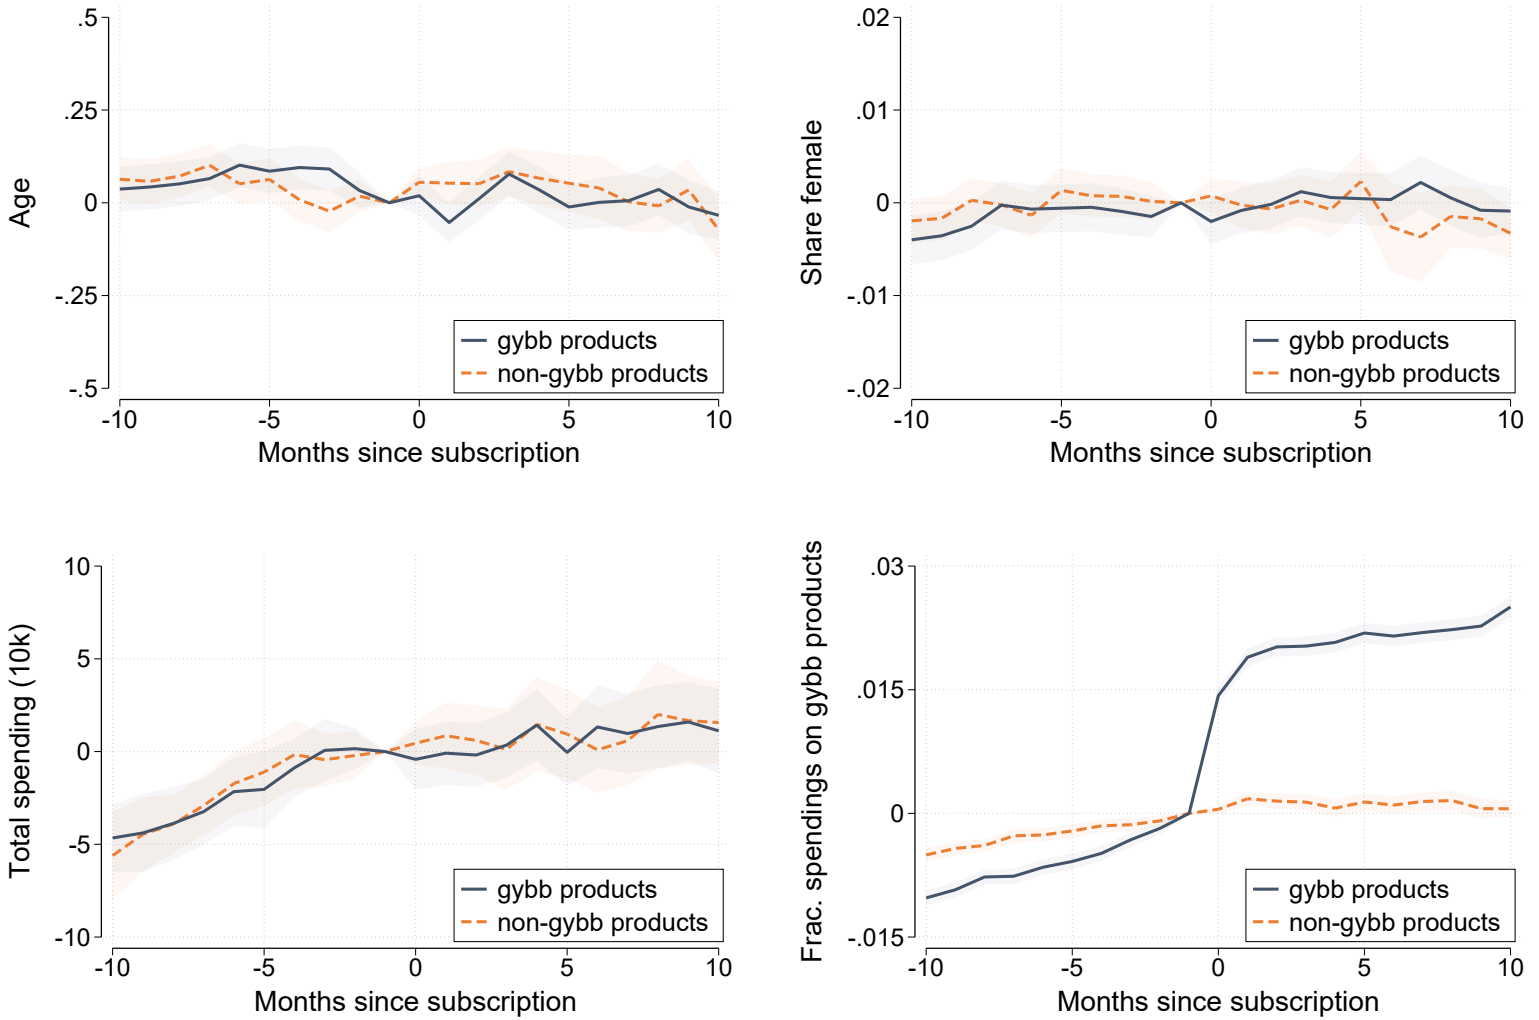 Age
.5
.25
0
-.25
-.5
gybb products
non-gybb products
-10 -5 0 5 10
Months since subscription
Share female
.02
.01
0
-.01
-.02
gybb products
non-gybb products
-10 -5 0 5 10
Months since subscription
Total spending (10k)
10
5
0
-5
-10
gybb products
non-gybb products
-10 -5 0 5 10
Months since subscription
Frac. spendings on gybb products
.03
.015
0
-.015
gybb products
non-gybb products
-10 -5 0 5 10
Months since subscription